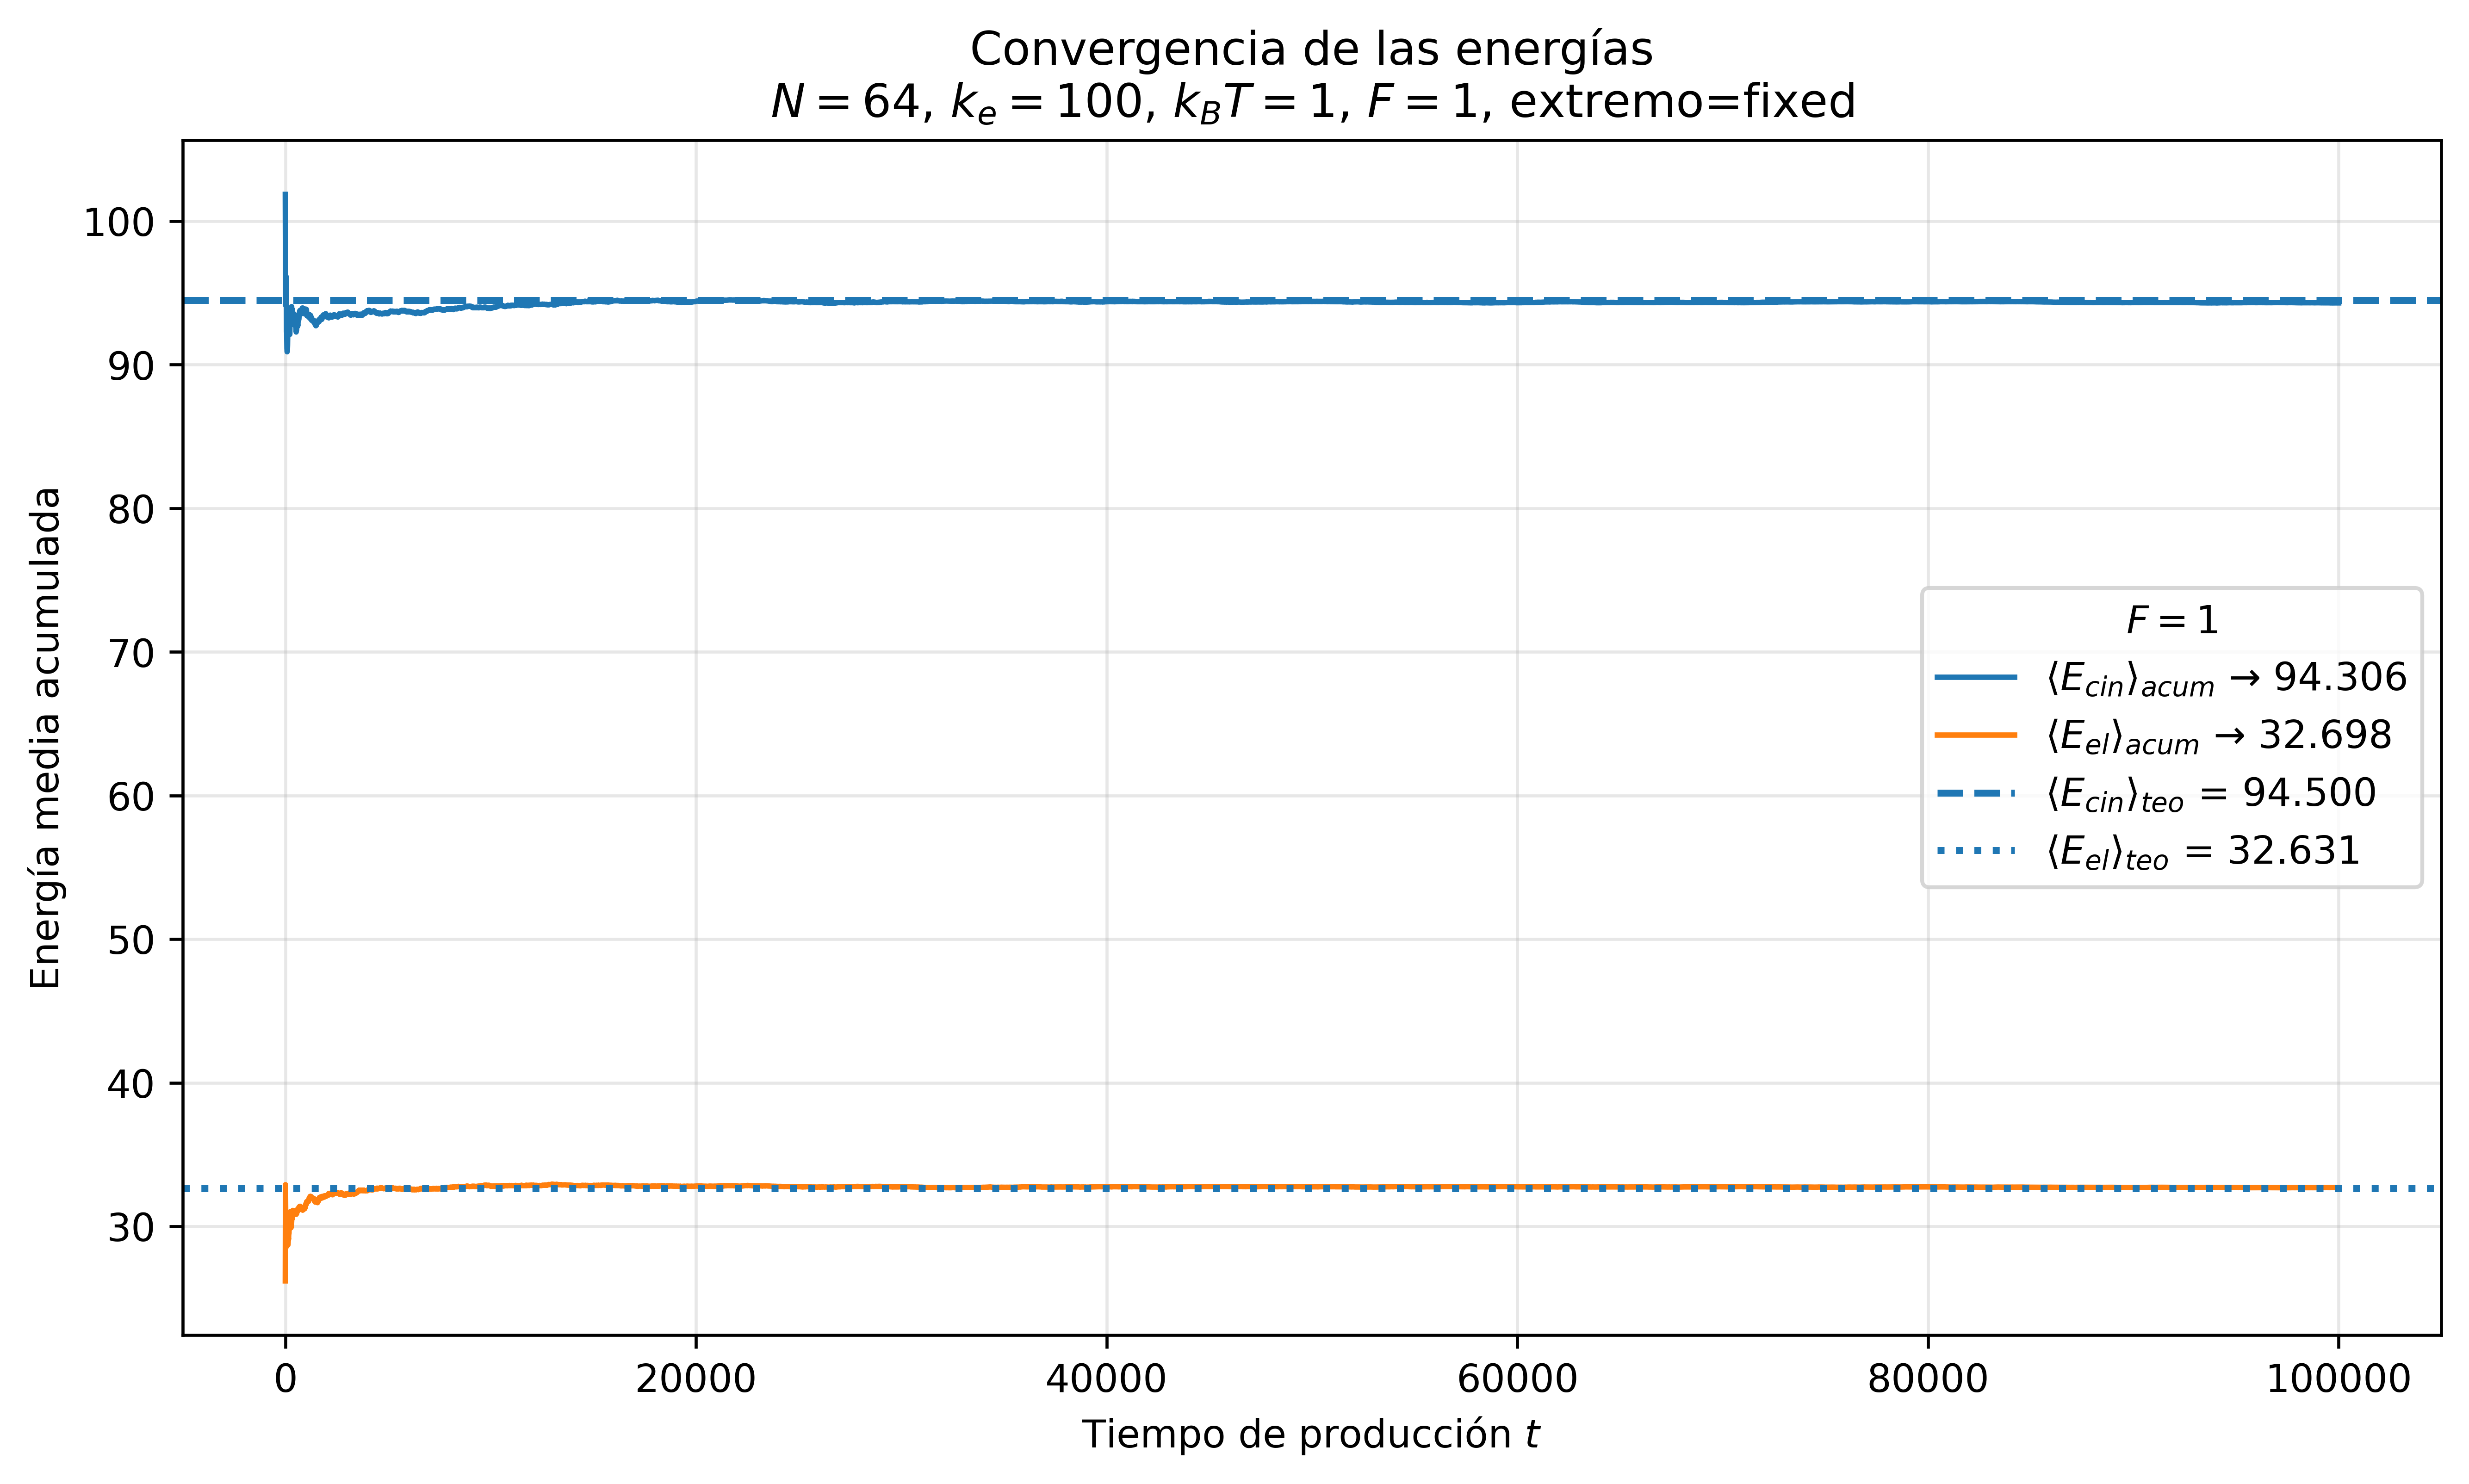 Convergencia de las energías
N = 64, k_e = 100, k_BT = 1, F = 1, extremo=fixed
Energía media acumulada
100
90
80
70
60
50
40
30
F = 1
⟨E_cin⟩_acum → 94.306
⟨E_el⟩_acum → 32.698
⟨E_cin⟩_teo = 94.500
⟨E_el⟩_teo = 32.631
0
20000
40000
60000
80000
100000
Tiempo de producción t